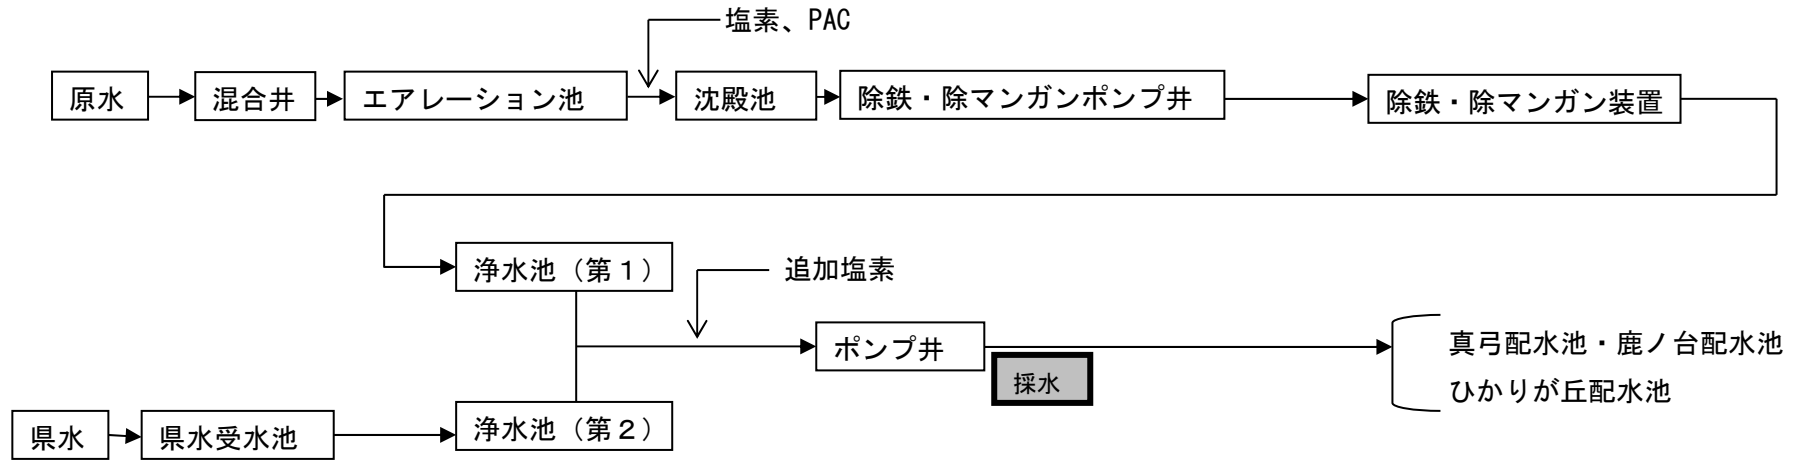 塩素、PAC
原水
混合井
エアレーション池
沈殿池
除鉄・除マンガンポンプ井
除鉄・除マンガン装置
浄水池（第１）
追加塩素
ポンプ井
採水
真弓配水池・鹿ノ台配水池
ひかりが丘配水池
県水
県水受水池
浄水池（第２）